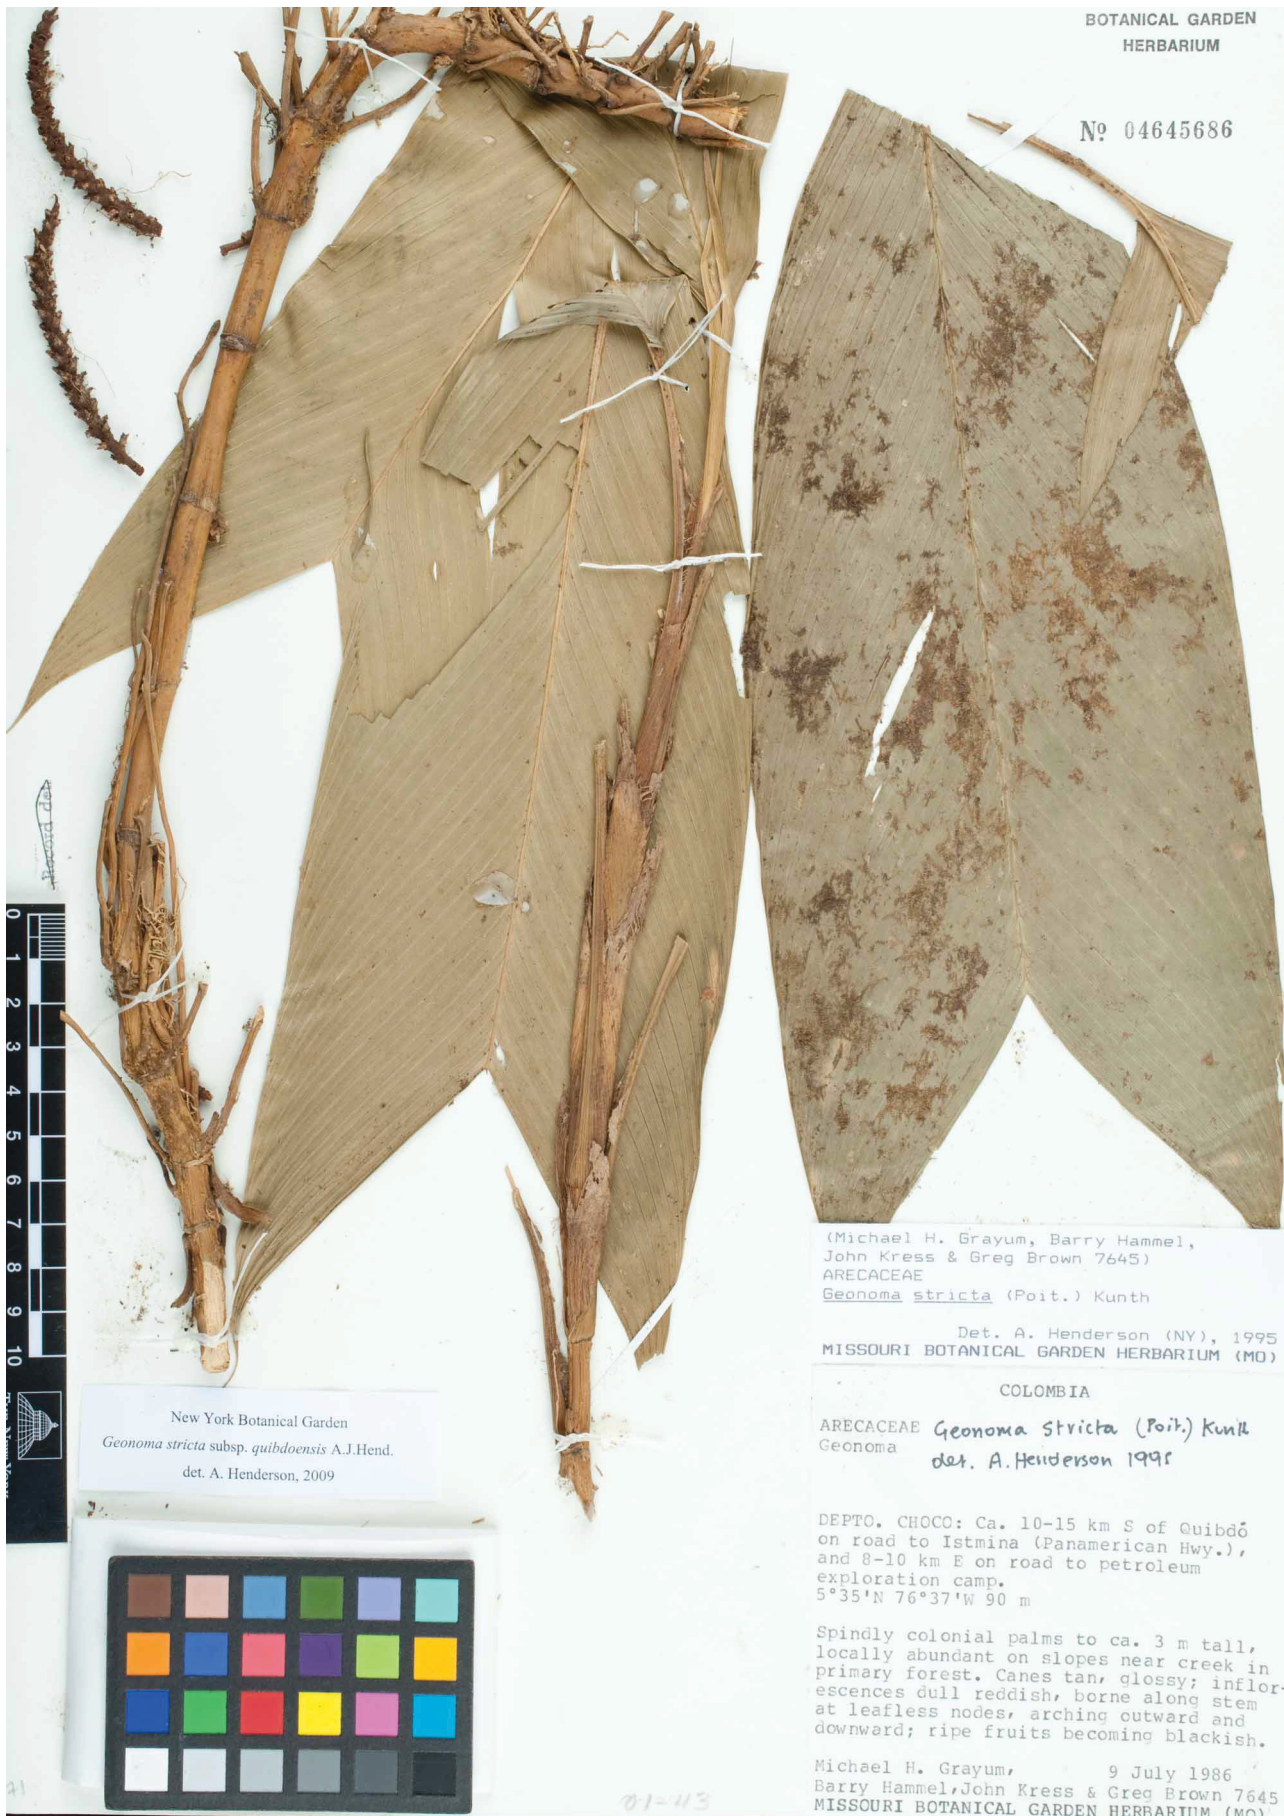 BOTANICAL GARDEN
HERBARIUM
Nº 04645686
Record det
0
1
2
3
4
5
6
7
8
9
10
(Michael H. Grayum, Barry Hammel,
John Kress & Greg Brown 7645)
ARECACEAE
Geonoma stricta (Poit.) Kunth
Det. A. Henderson (NY), 1995
MISSOURI BOTANICAL GARDEN HERBARIUM (MO)
COLOMBIA
ARECACEAE Geonoma stricta (Poit.) Kunth
Geonoma
det. A. Henderson 1995
New York Botanical Garden
Geonoma stricta subsp. quibdoensis A.J.Hend.
det. A. Henderson, 2009
DEPTO. CHOCO: Ca. 10-15 km S of Quibdó
on road to Istmina (Panamerican Hwy.),
and 8-10 km E on road to petroleum
exploration camp.
5°35'N 76°37'W 90 m
Spindly colonial palms to ca. 3 m tall,
locally abundant on slopes near creek in
primary forest. Canes tan, glossy; inflor-
escences dull reddish, borne along stem
at leafless nodes, arching outward and
downward; ripe fruits becoming blackish.
Michael H. Grayum, 9 July 1986
Barry Hammel, John Kress & Greg Brown 7645
MISSOURI BOTANICAL GARDEN HERBARIUM (MO)
01-43